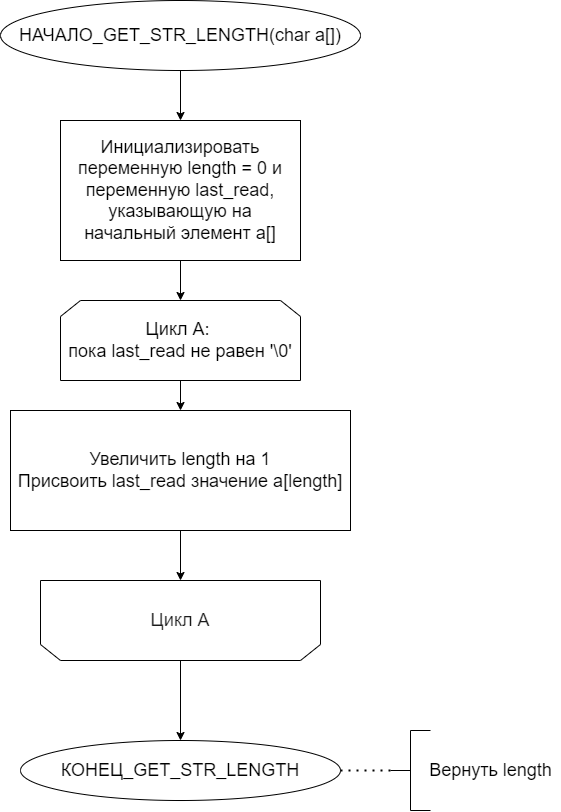 НАЧАЛО_GET_STR_LENGTH(char a[])
Инициализировать
переменную length = 0 и
переменную last_read,
указывающую на
начальный элемент a[]
Цикл А:
пока last_read не равен '\0'
Увеличить length на 1
Присвоить last_read значение a[length]
Цикл А
КОНЕЦ_GET_STR_LENGTH
Вернуть length